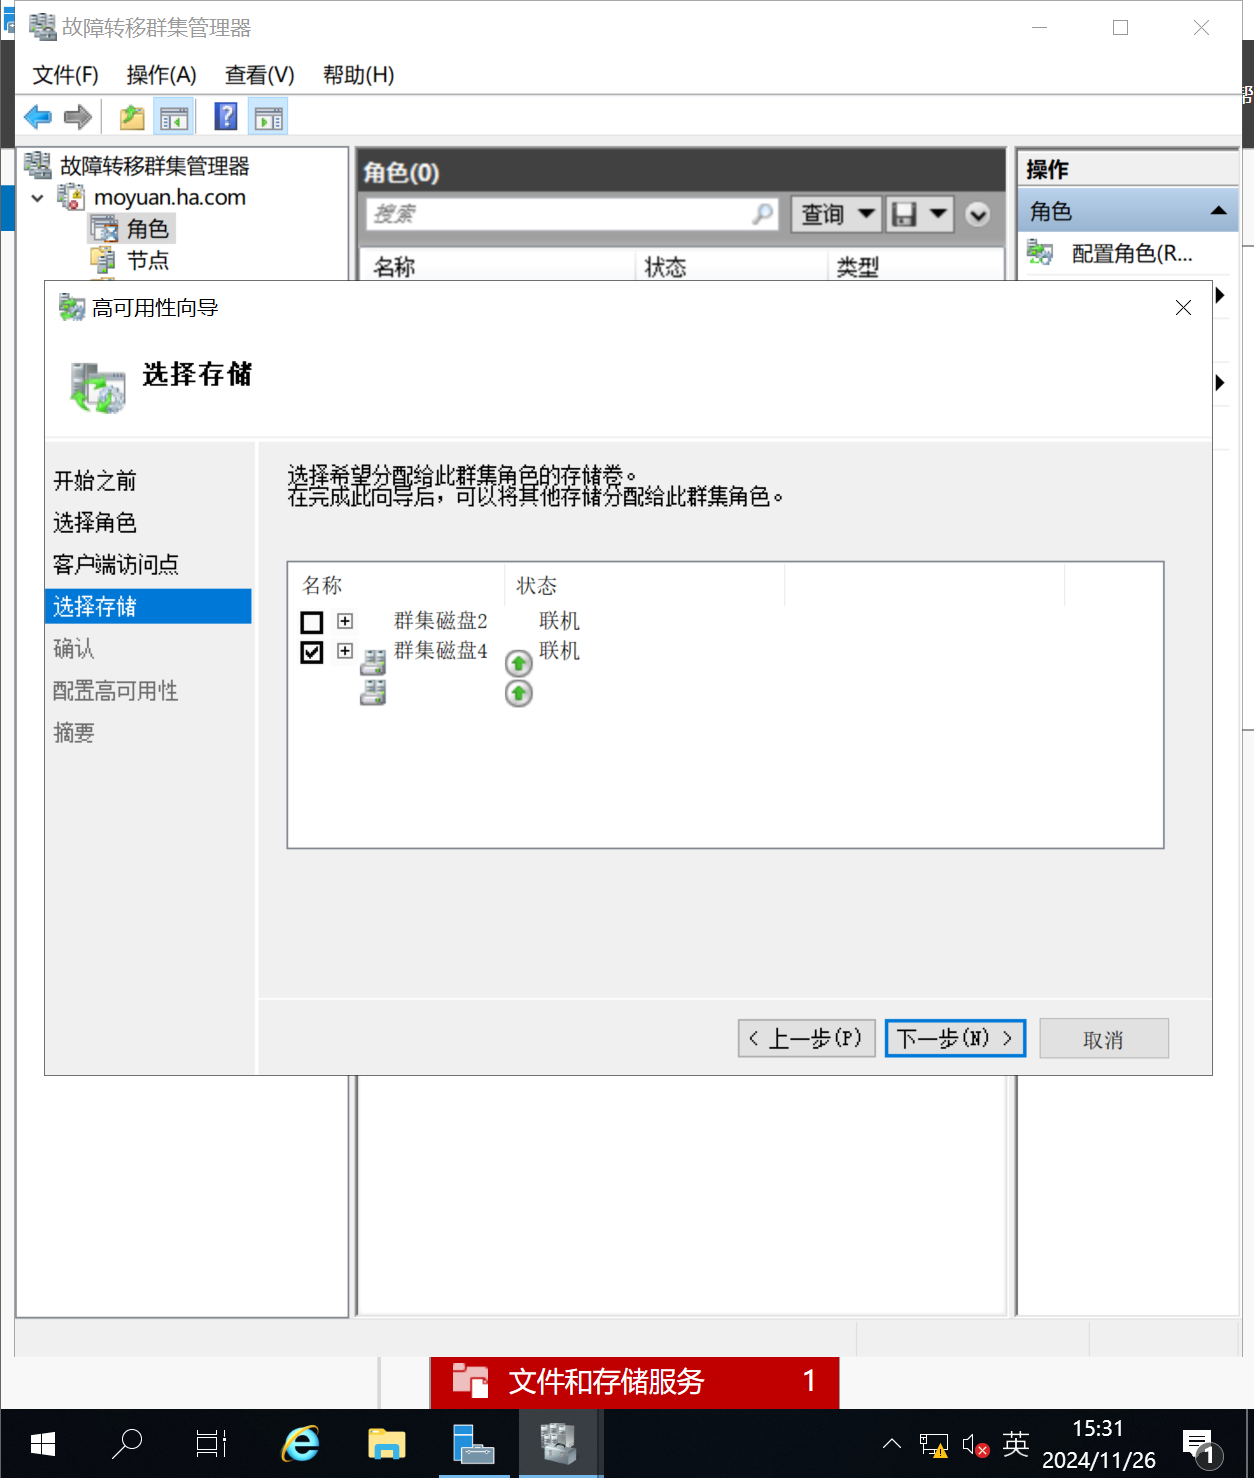 故障转移群集管理器
文件(F) 操作(A) 查看(V) 帮助(H)
帮
故障转移群集管理器
moyuan.ha.com
角色
节点
角色(0)
搜索
查询
名称 状态 类型
操作
角色
配置角色(R...
高可用性向导
选择存储
开始之前
选择角色
客户端访问点
选择存储
确认
配置高可用性
摘要
选择希望分配给此群集角色的存储卷。
在完成此向导后，可以将其他存储分配给此群集角色。
名称 状态
群集磁盘2 联机
群集磁盘4 联机
< 上一步(P) 下一步(N) > 取消
文件和存储服务 1
英
15:31
2024/11/26
1